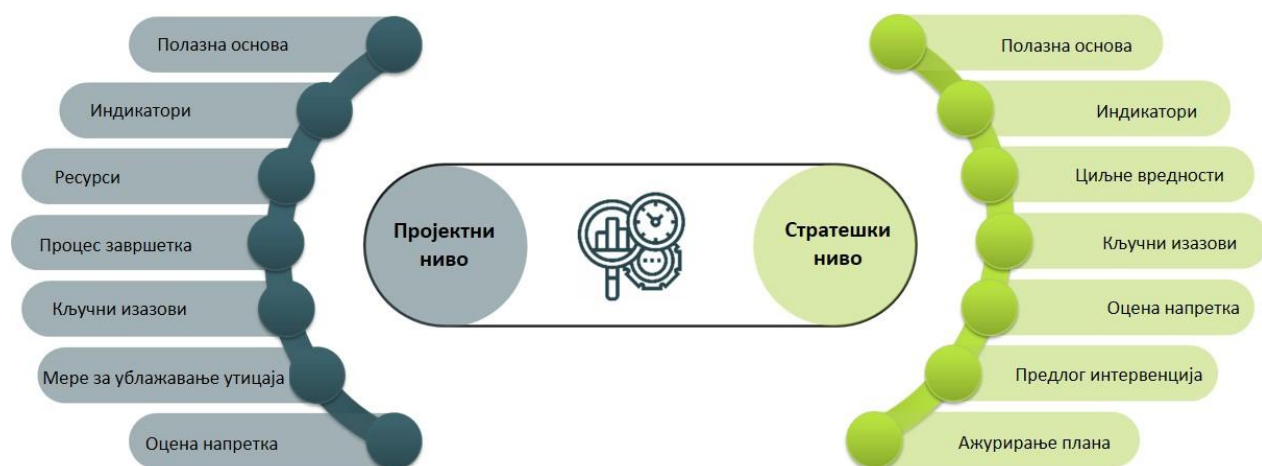 Полазна основа
Индикатори
Ресурси
Процес завршетка
Кључни изазови
Мере за ублажавање утицаја
Оцена напретка
Пројектни
ниво
Стратешки
ниво
Полазна основа
Индикатори
Циљне вредности
Кључни изазови
Оцена напретка
Предлог интервенција
Ажурирање плана